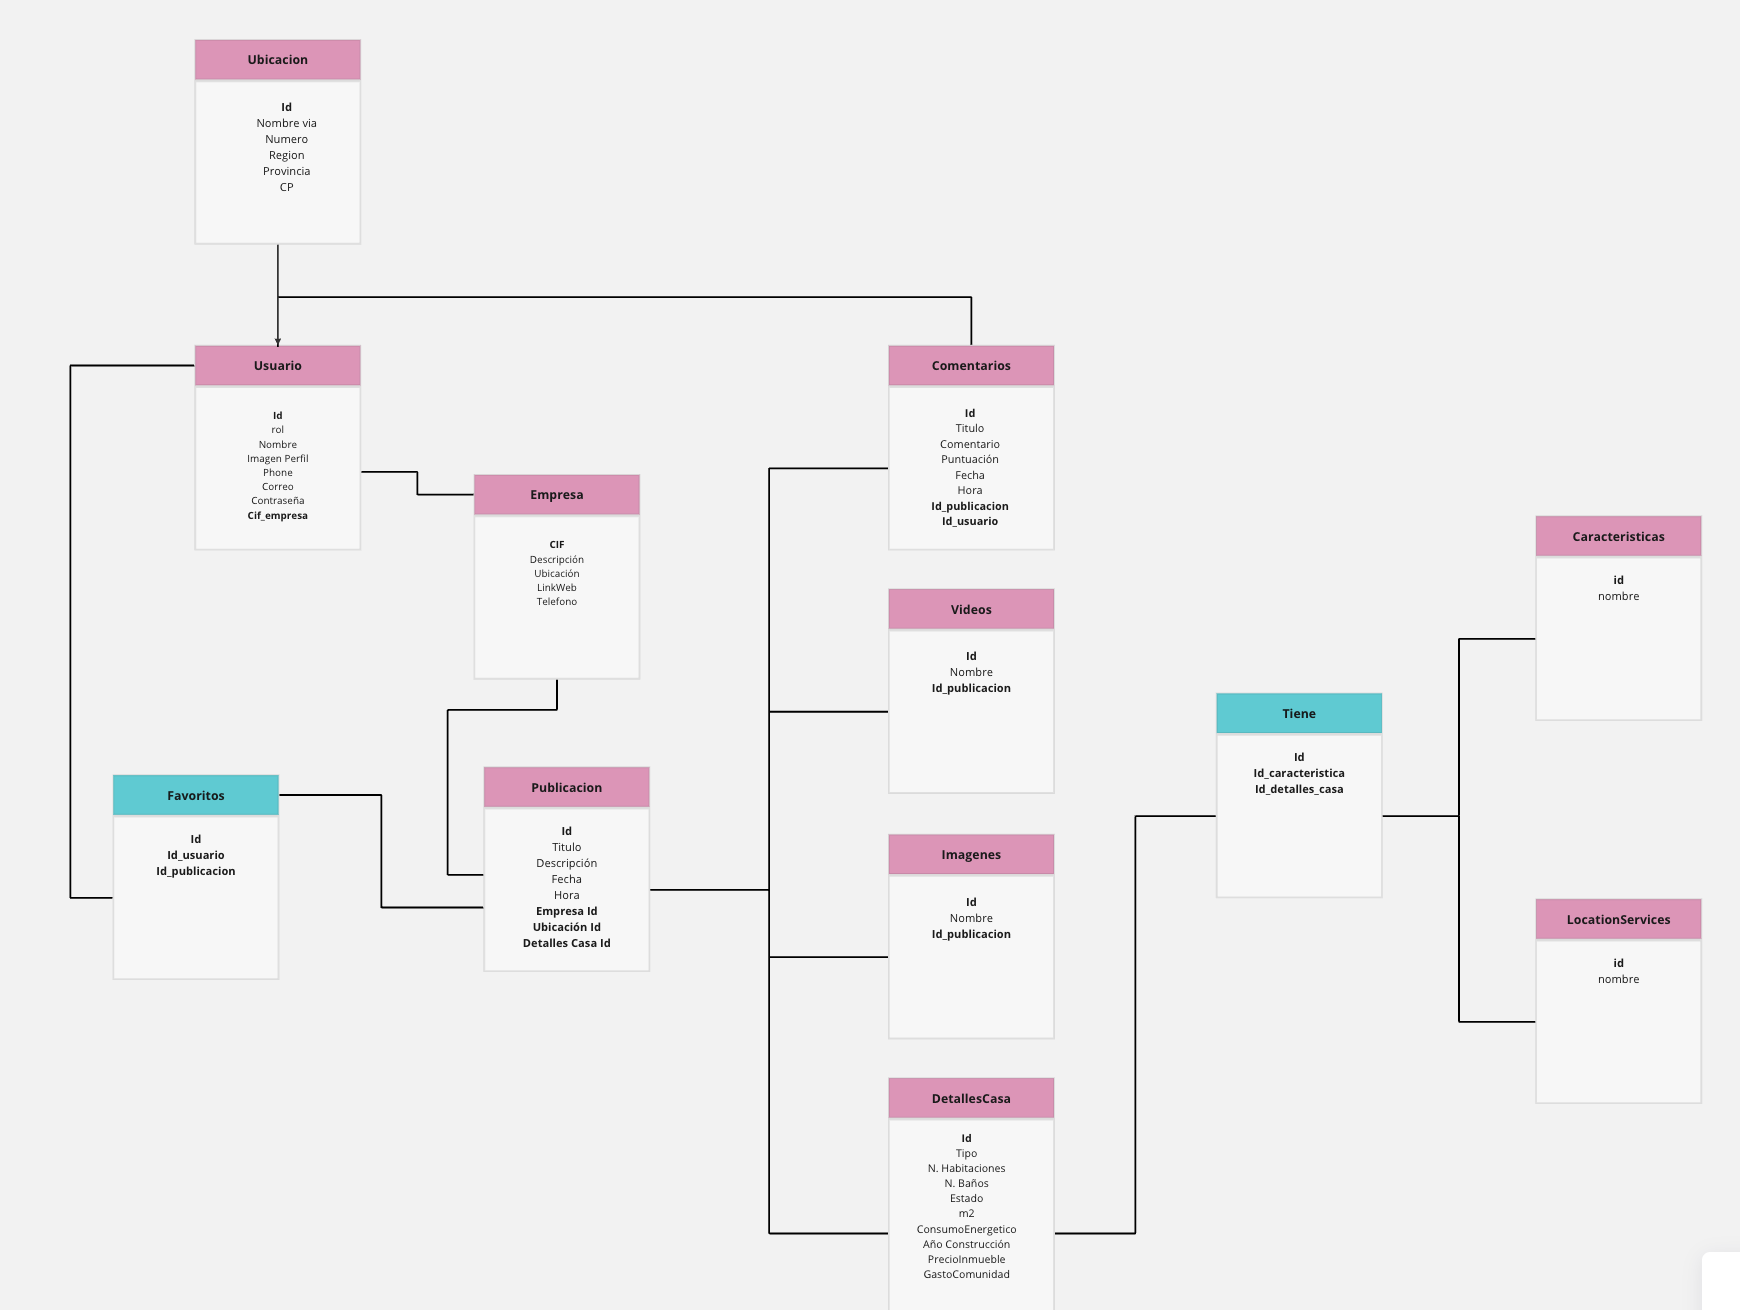 Ubicacion
Id
Nombre via
Numero
Region
Provincia
CP
Usuario
Id
rol
Nombre
Imagen Perfil
Phone
Correo
Contraseña
Cif_empresa
Empresa
CIF
Descripción
Ubicación
LinkWeb
Telefono
Comentarios
Id
Titulo
Comentario
Puntuación
Fecha
Hora
Id_publicacion
Id_usuario
Videos
Id
Nombre
Id_publicacion
Favoritos
Id
Id_usuario
Id_publicacion
Publicacion
Id
Titulo
Descripción
Fecha
Hora
Empresa Id
Ubicación Id
Detalles Casa Id
Imagenes
Id
Nombre
Id_publicacion
DetallesCasa
Id
Tipo
N. Habitaciones
N. Baños
Estado
m2
ConsumoEnergetico
Año Construcción
PrecioInmueble
GastoComunidad
Tiene
Id
Id_caracteristica
Id_detalles_casa
Caracteristicas
id
nombre
LocationServices
id
nombre